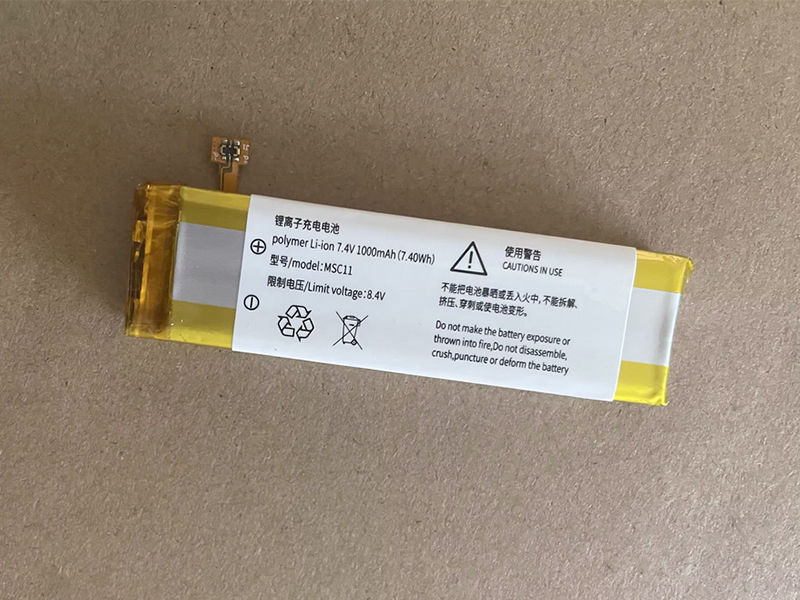 锂离子充电电池
polymer Li-ion 7.4V 1000mAh (7.40Wh)
型号/model:MSC11
限制电压/Limit voltage:8.4V
使用警告
CAUTIONS IN USE
不能把电池暴晒或丢入火中,不能拆解、
挤压、穿刺或使电池变形。
Do not make the battery exposure or
thrown into fire,Do not disassemble,
crush,puncture or deform the battery